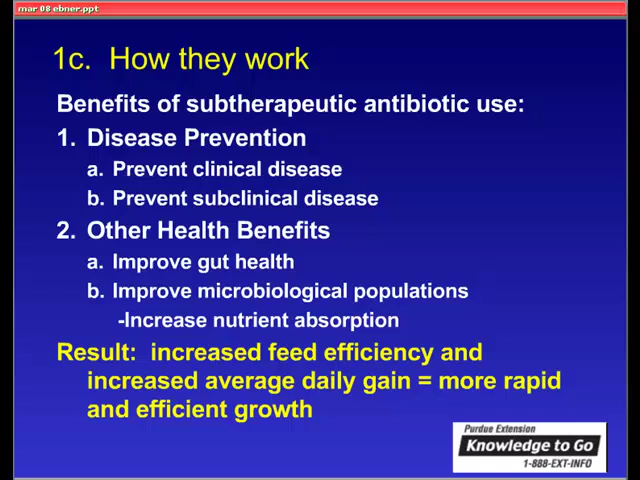 mar 08 ebner.ppt
1c. How they work
Benefits of subtherapeutic antibiotic use:
1. Disease Prevention
a. Prevent clinical disease
b. Prevent subclinical disease
2. Other Health Benefits
a. Improve gut health
b. Improve microbiological populations
-Increase nutrient absorption
Result: increased feed efficiency and
increased average daily gain = more rapid
and efficient growth
Purdue Extension
Knowledge to Go
1-888-EXT-INFO